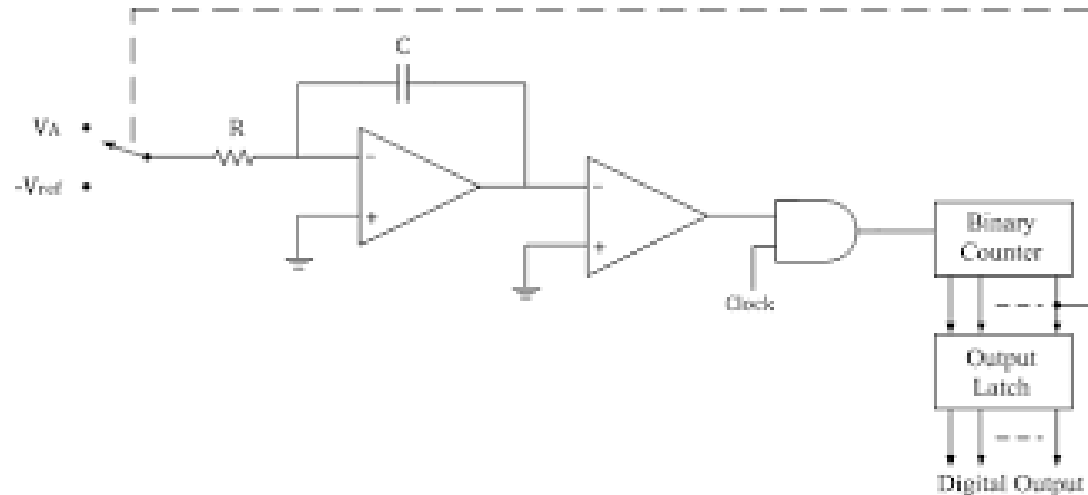 C
VA
R
-Vref
Clock
Binary
Counter
Output
Latch
Digital Output